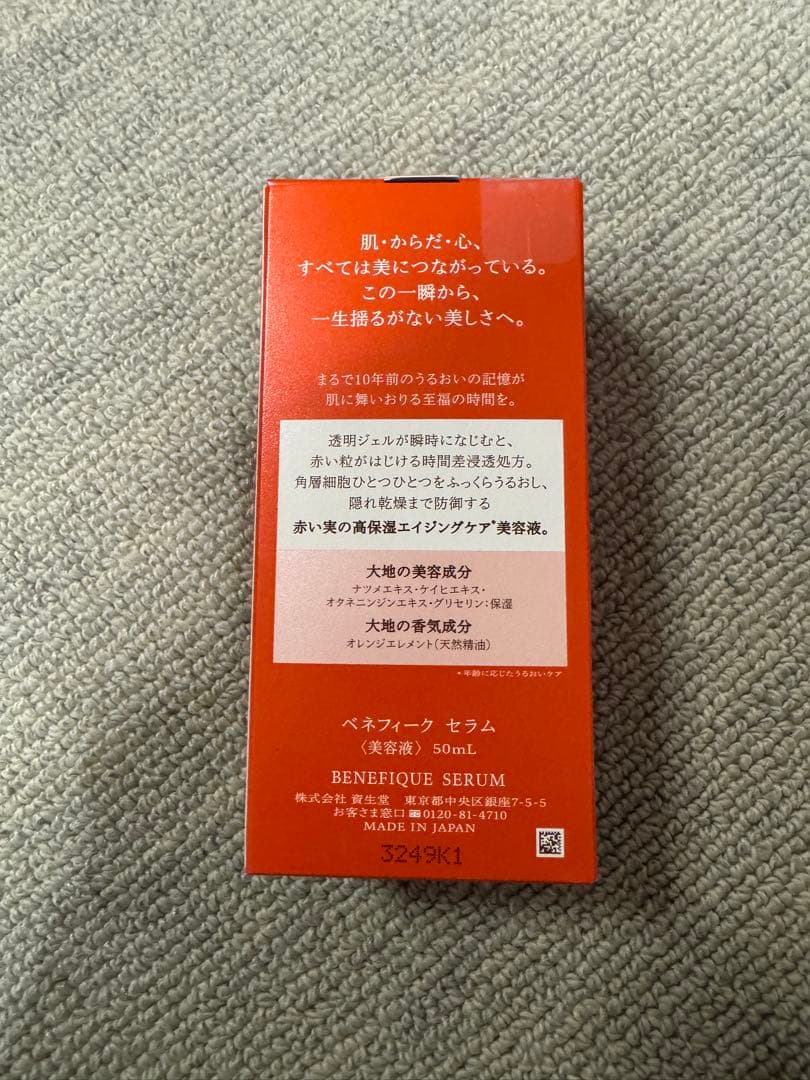 肌・からだ・心、
すべては美につながっている。
この一瞬から、
一生揺るがない美しさへ。
まるで10年前のうるおいの記憶が
肌に舞いおりる至福の時間を。
透明ジェルが瞬時になじむと、
赤い粒がはじける時間差浸透処方。
角層細胞ひとつひとつをふっくらうるおし、
隠れ乾燥まで防御する
赤い実の高保湿エイジングケア*美容液。
大地の美容成分
ナツメエキス・ケイヒエキス・
オタネニンジンエキス・グリセリン：保湿
大地の香気成分
オレンジエレメント（天然精油）
*年齢に応じたうるおいケア
ベネフィーク セラム
〈美容液〉 50mL
BENEFIQUE SERUM
株式会社 資生堂 東京都中央区銀座7-5-5
お客さま窓口 0120-81-4710
MADE IN JAPAN
3249K1